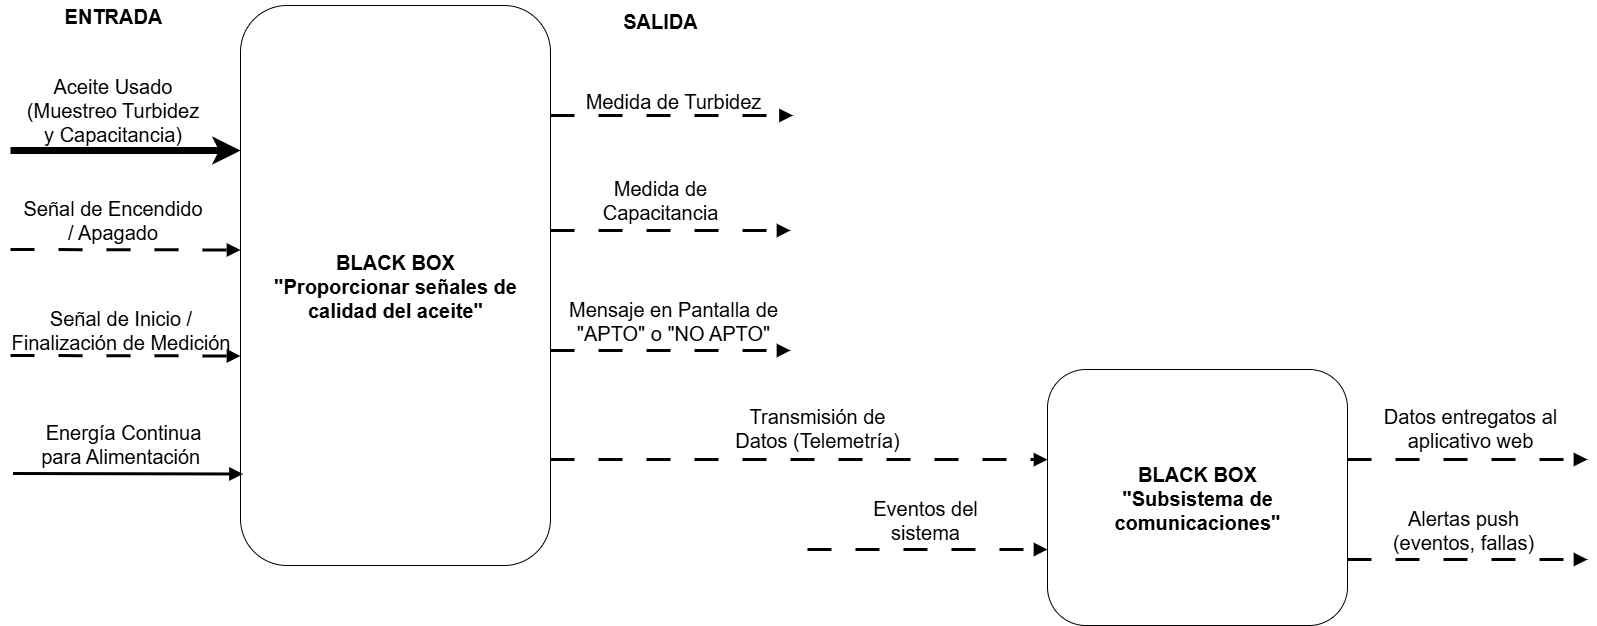 ENTRADA
SALIDA
Aceite Usado
(Muestreo Turbidez
y Capacitancia)
Señal de Encendido
/ Apagado
Señal de Inicio /
Finalización de Medición
Energía Continua
para Alimentación
BLACK BOX
"Proporcionar señales de
calidad del aceite"
Medida de Turbidez
Medida de
Capacitancia
Mensaje en Pantalla de
"APTO" o "NO APTO"
Transmisión de
Datos (Telemetría)
Eventos del
sistema
BLACK BOX
"Subsistema de
comunicaciones"
Datos entregatos al
aplicativo web
Alertas push
(eventos, fallas)